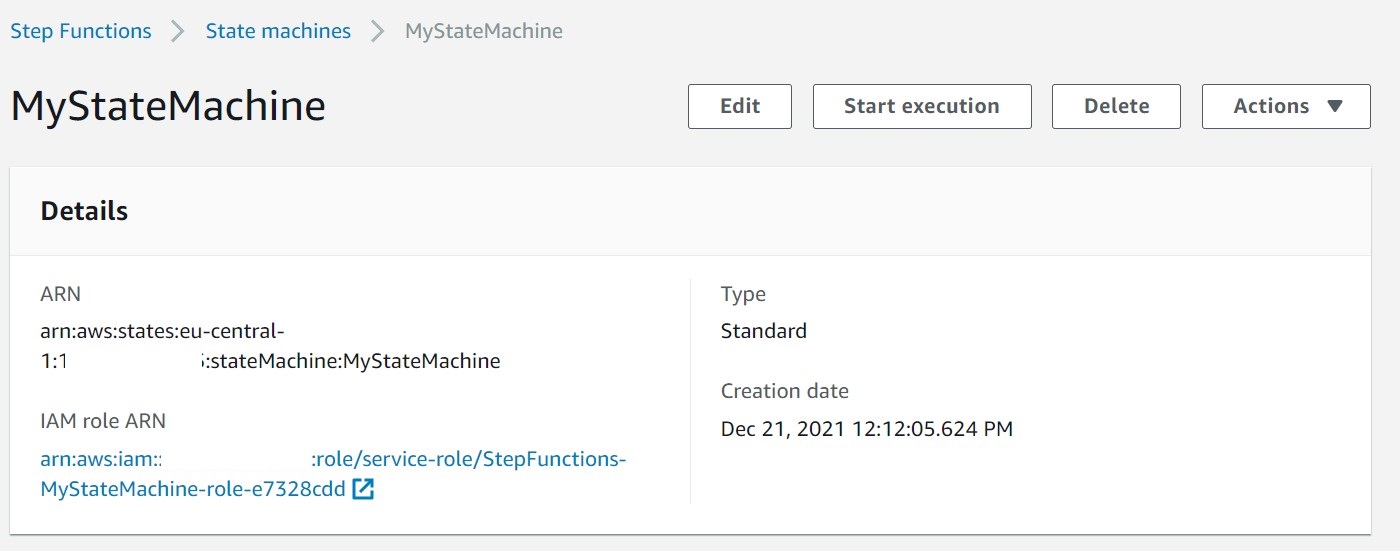 Step Functions > State machines > MyStateMachine
MyStateMachine
Edit
Start execution
Delete
Actions ▼
Details
ARN
arn:aws:states:eu-central-
1:1 :stateMachine:MyStateMachine
IAM role ARN
arn:aws:iam:: :role/service-role/StepFunctions-
MyStateMachine-role-e7328cdd
Type
Standard
Creation date
Dec 21, 2021 12:12:05.624 PM